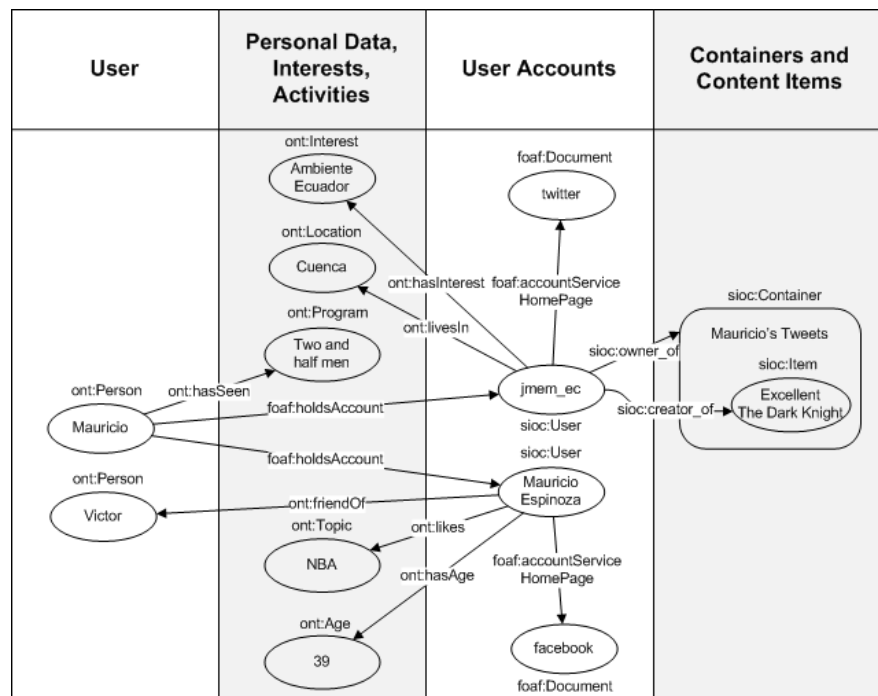 User
Personal Data,
Interests,
Activities
User Accounts
Containers and
Content Items
ont:Interest
Ambiente
Ecuador
foaf:Document
twitter
ont:Location
Cuenca
ont:hasInterest
foaf:accountService
HomePage
sioc:Container
ont:Program
Two and
half men
ont:livesIn
Mauricio's Tweets
sioc:owner_of
sioc:Item
Excellent
The Dark Knight
ont:Person
Mauricio
ont:hasSeen
foaf:holdsAccount
jmem_ec
sioc:User
sioc:creator_of
foaf:holdsAccount
sioc:User
Mauricio
Espinoza
ont:Person
Victor
ont:friendOf
ont:Topic
NBA
ont:likes
ont:hasAge
foaf:accountService
HomePage
ont:Age
39
facebook
foaf:Document